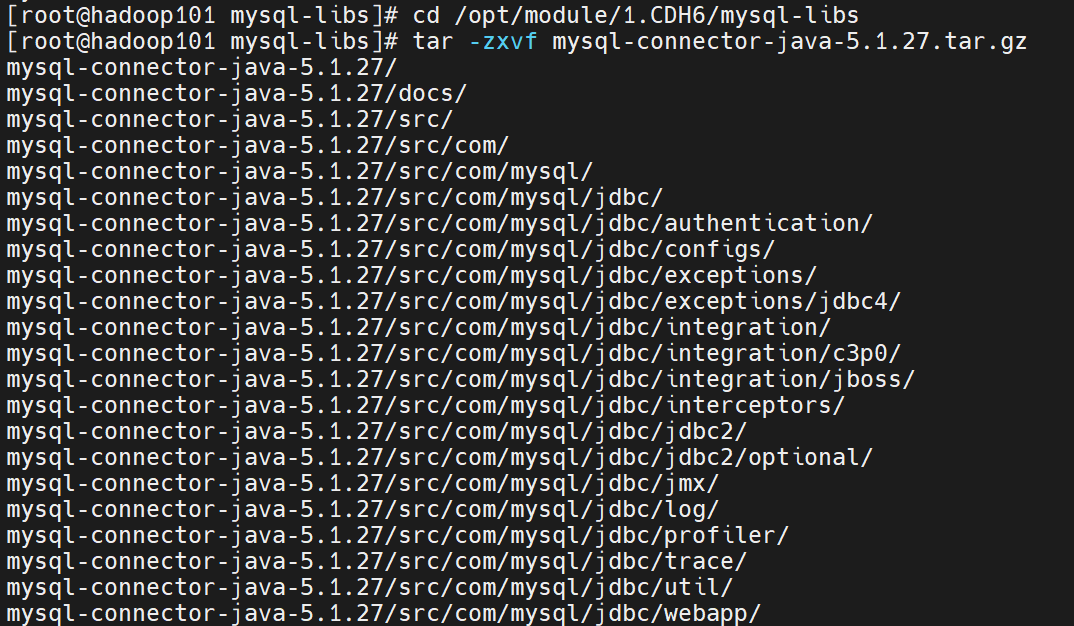 [root@hadoop101 mysql-libs]# cd /opt/module/1.CDH6/mysql-libs
[root@hadoop101 mysql-libs]# tar -zxvf mysql-connector-java-5.1.27.tar.gz
mysql-connector-java-5.1.27/
mysql-connector-java-5.1.27/docs/
mysql-connector-java-5.1.27/src/
mysql-connector-java-5.1.27/src/com/
mysql-connector-java-5.1.27/src/com/mysql/
mysql-connector-java-5.1.27/src/com/mysql/jdbc/
mysql-connector-java-5.1.27/src/com/mysql/jdbc/authentication/
mysql-connector-java-5.1.27/src/com/mysql/jdbc/configs/
mysql-connector-java-5.1.27/src/com/mysql/jdbc/exceptions/
mysql-connector-java-5.1.27/src/com/mysql/jdbc/exceptions/jdbc4/
mysql-connector-java-5.1.27/src/com/mysql/jdbc/integration/
mysql-connector-java-5.1.27/src/com/mysql/jdbc/integration/c3p0/
mysql-connector-java-5.1.27/src/com/mysql/jdbc/integration/jboss/
mysql-connector-java-5.1.27/src/com/mysql/jdbc/interceptors/
mysql-connector-java-5.1.27/src/com/mysql/jdbc/jdbc2/
mysql-connector-java-5.1.27/src/com/mysql/jdbc/jdbc2/optional/
mysql-connector-java-5.1.27/src/com/mysql/jdbc/jmx/
mysql-connector-java-5.1.27/src/com/mysql/jdbc/log/
mysql-connector-java-5.1.27/src/com/mysql/jdbc/profiler/
mysql-connector-java-5.1.27/src/com/mysql/jdbc/trace/
mysql-connector-java-5.1.27/src/com/mysql/jdbc/util/
mysql-connector-java-5.1.27/src/com/mysql/jdbc/webapp/